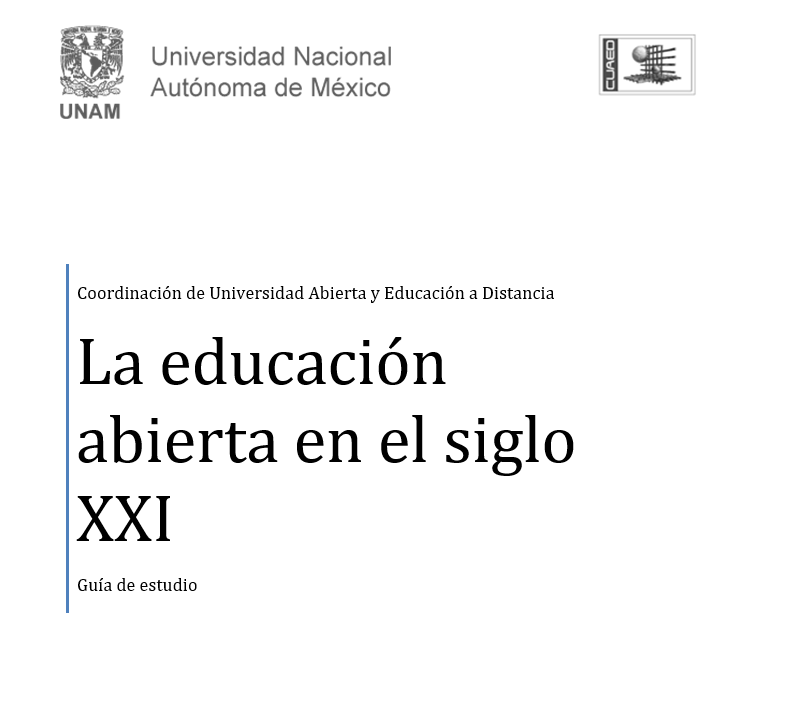 Universidad Nacional
Autónoma de México
UNAM
CUAED
Coordinación de Universidad Abierta y Educación a Distancia
La educación
abierta en el siglo
XXI
Guía de estudio